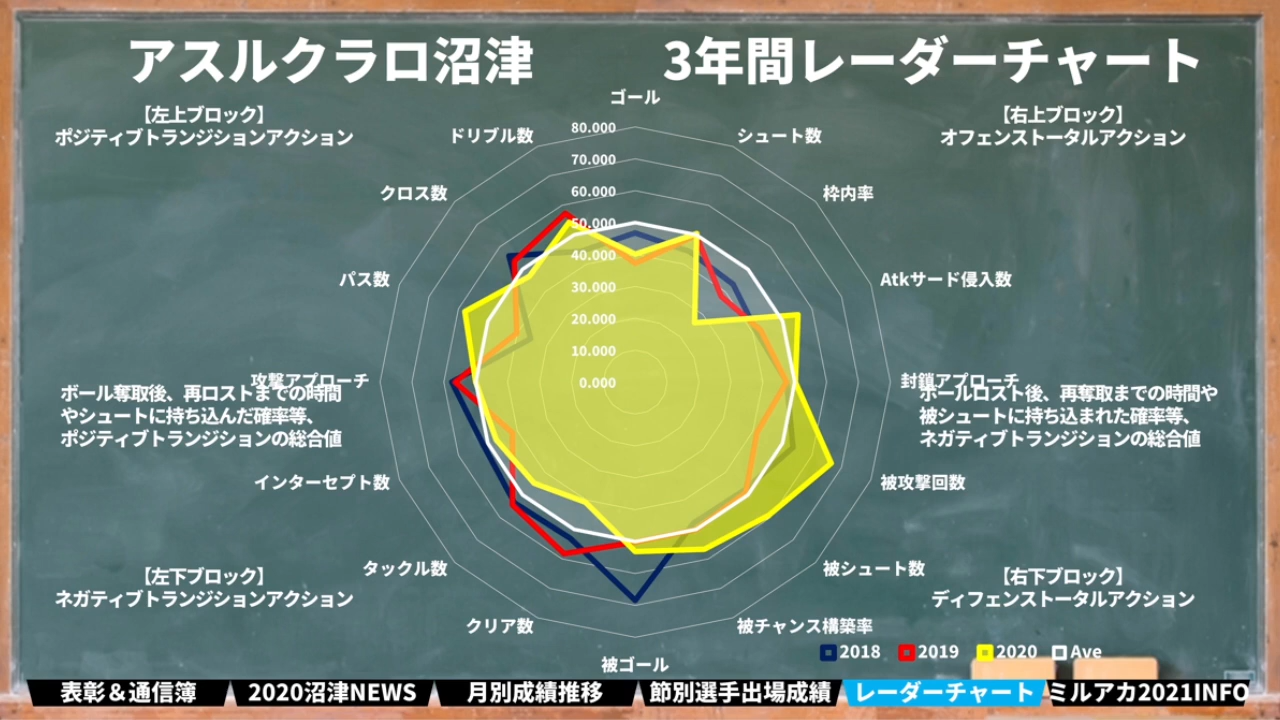 アスルクラロ沼津
3年間レーダーチャート
【左上ブロック】
ポジティブトランジションアクション
【右上ブロック】
オフェンストータルアクション
ゴール
ドリブル数
シュート数
クロス数
枠内率
パス数
Atkサード侵入数
攻撃アプローチ
封鎖アプローチ
80.000
70.000
60.000
50.000
40.000
30.000
20.000
10.000
0.000
ボール奪取後、再ロストまでの時間
やシュートに持ち込んだ確率等、
ポジティブトランジションの総合値
ボールロスト後、再奪取までの時間や
被シュートに持ち込まれた確率等、
ネガティブトランジションの総合値
インターセプト数
被攻撃回数
タックル数
被シュート数
クリア数
被チャンス構築率
被ゴール
【左下ブロック】
ネガティブトランジションアクション
【右下ブロック】
ディフェンストータルアクション
2018 2019 2020 Ave
表彰＆通信簿 2020沼津NEWS 月別成績推移 節別選手出場成績 レーダーチャート ミルアカ2021INFO